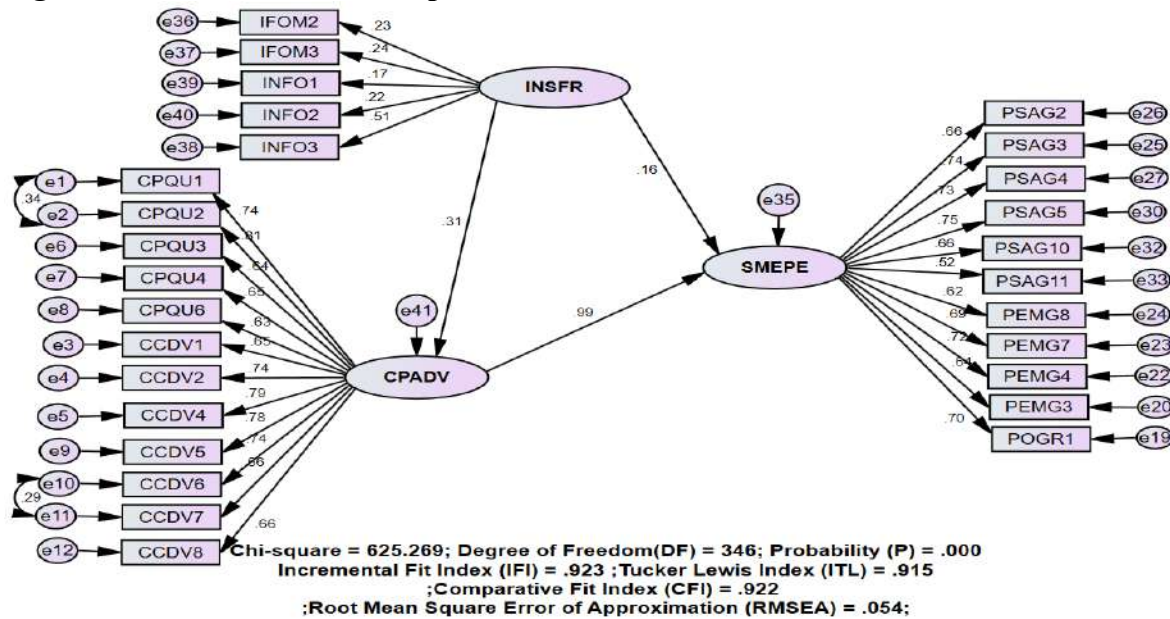 e36 IFOM2 .23
e37 IFOM3 .24
e39 INFO1 .17
e40 INFO2 .22
e38 INFO3 .51
INSFR
.31
.16
e1 CPQU1 .74
.34
e2 CPQU2 .81
e6 CPQU3 .64
e7 CPQU4 .65
e8 CPQU6 .63
e3 CCDV1 .65
e4 CCDV2 .74
e5 CCDV4 .79
e9 CCDV5 .78
e10 CCDV6 .74
.29
e11 CCDV7
e12 CCDV8 .66
e41
CPADV
.99
e35
SMEPE
.66 PSAG2 e26
.74 PSAG3 e25
.73 PSAG4 e27
.75 PSAG5 e30
.66 PSAG10 e32
.52 PSAG11 e33
.62 PEMG8 e24
.69 PEMG7 e23
.72 PEMG4 e22
.64 PEMG3 e20
.70 POGR1 e19
Chi-square = 625.269; Degree of Freedom(DF) = 346; Probability (P) = .000
Incremental Fit Index (IFI) = .923 ;Tucker Lewis Index (ITL) = .915
;Comparative Fit Index (CFI) = .922
;Root Mean Square Error of Approximation (RMSEA) = .054;